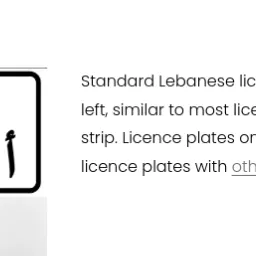 Standard Lebanese lic
left, similar to most lice
strip. Licence plates on
licence plates with oth
أ